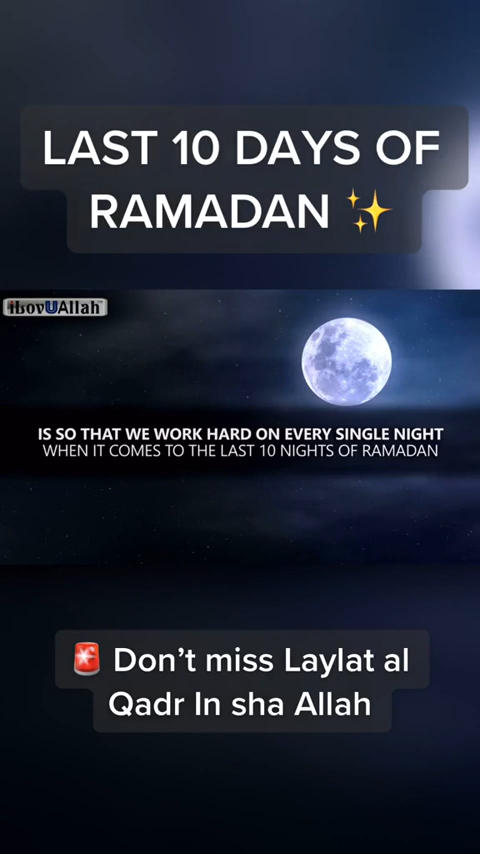 LAST 10 DAYS OF
RAMADAN ✨
iLovUAllah
IS SO THAT WE WORK HARD ON EVERY SINGLE NIGHT
WHEN IT COMES TO THE LAST 10 NIGHTS OF RAMADAN
🚨 Don’t miss Laylat al
Qadr In sha Allah